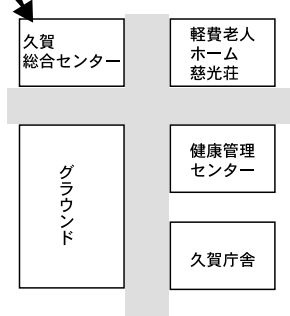 久賀
総合センター
軽費老人
ホーム
慈光荘
グラウンド
健康管理
センター
久賀庁舎